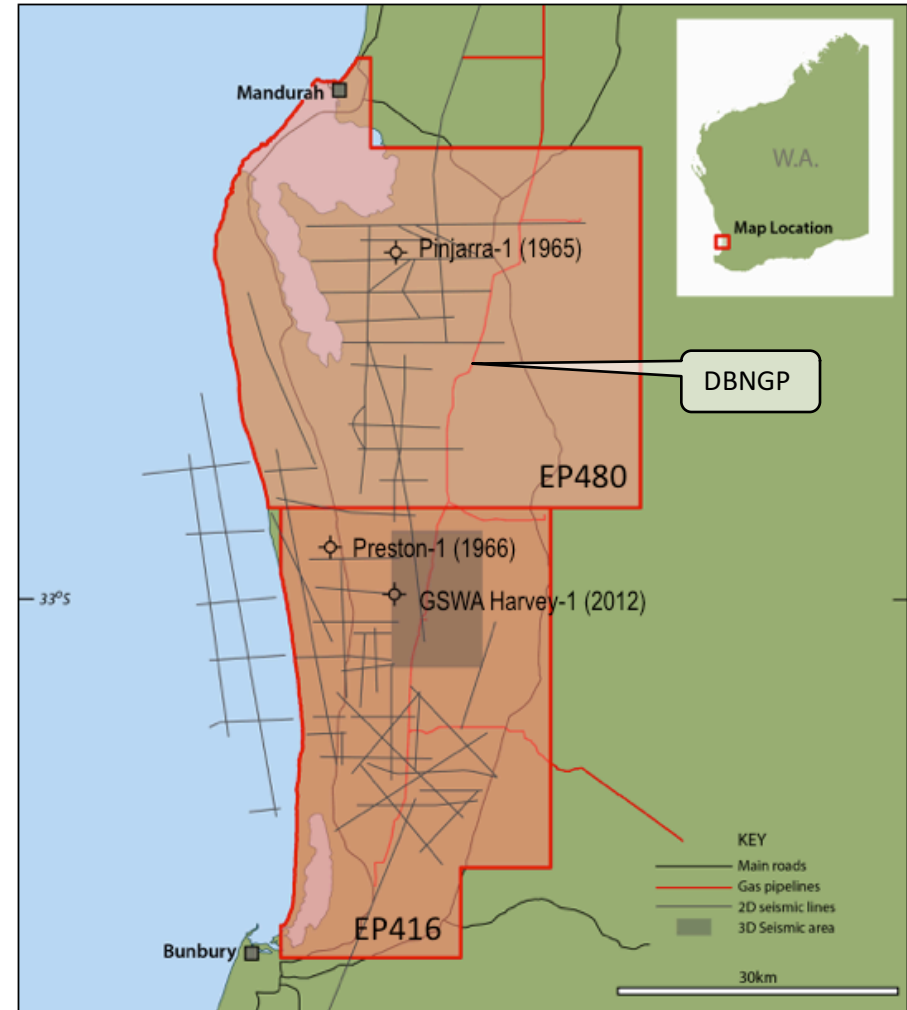 Mandurah
W.A.
Map Location
Pinjarra-1 (1965)
DBNGP
EP480
Preston-1 (1966)
33°S
GSWA Harvey-1 (2012)
KEY
Main roads
Gas pipelines
2D seismic lines
3D Seismic area
EP416
Bunbury
30km